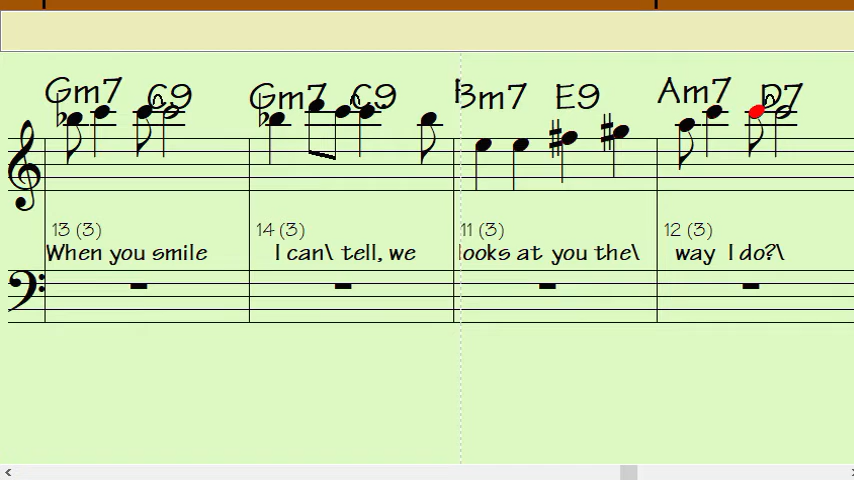 Gm7 C9 Gm7 C9 Bm7 E9 Am7 D7
13 (3) 14 (3) 11 (3) 12 (3)
When you smile I can\ tell, we looks at you the\ way I do?\